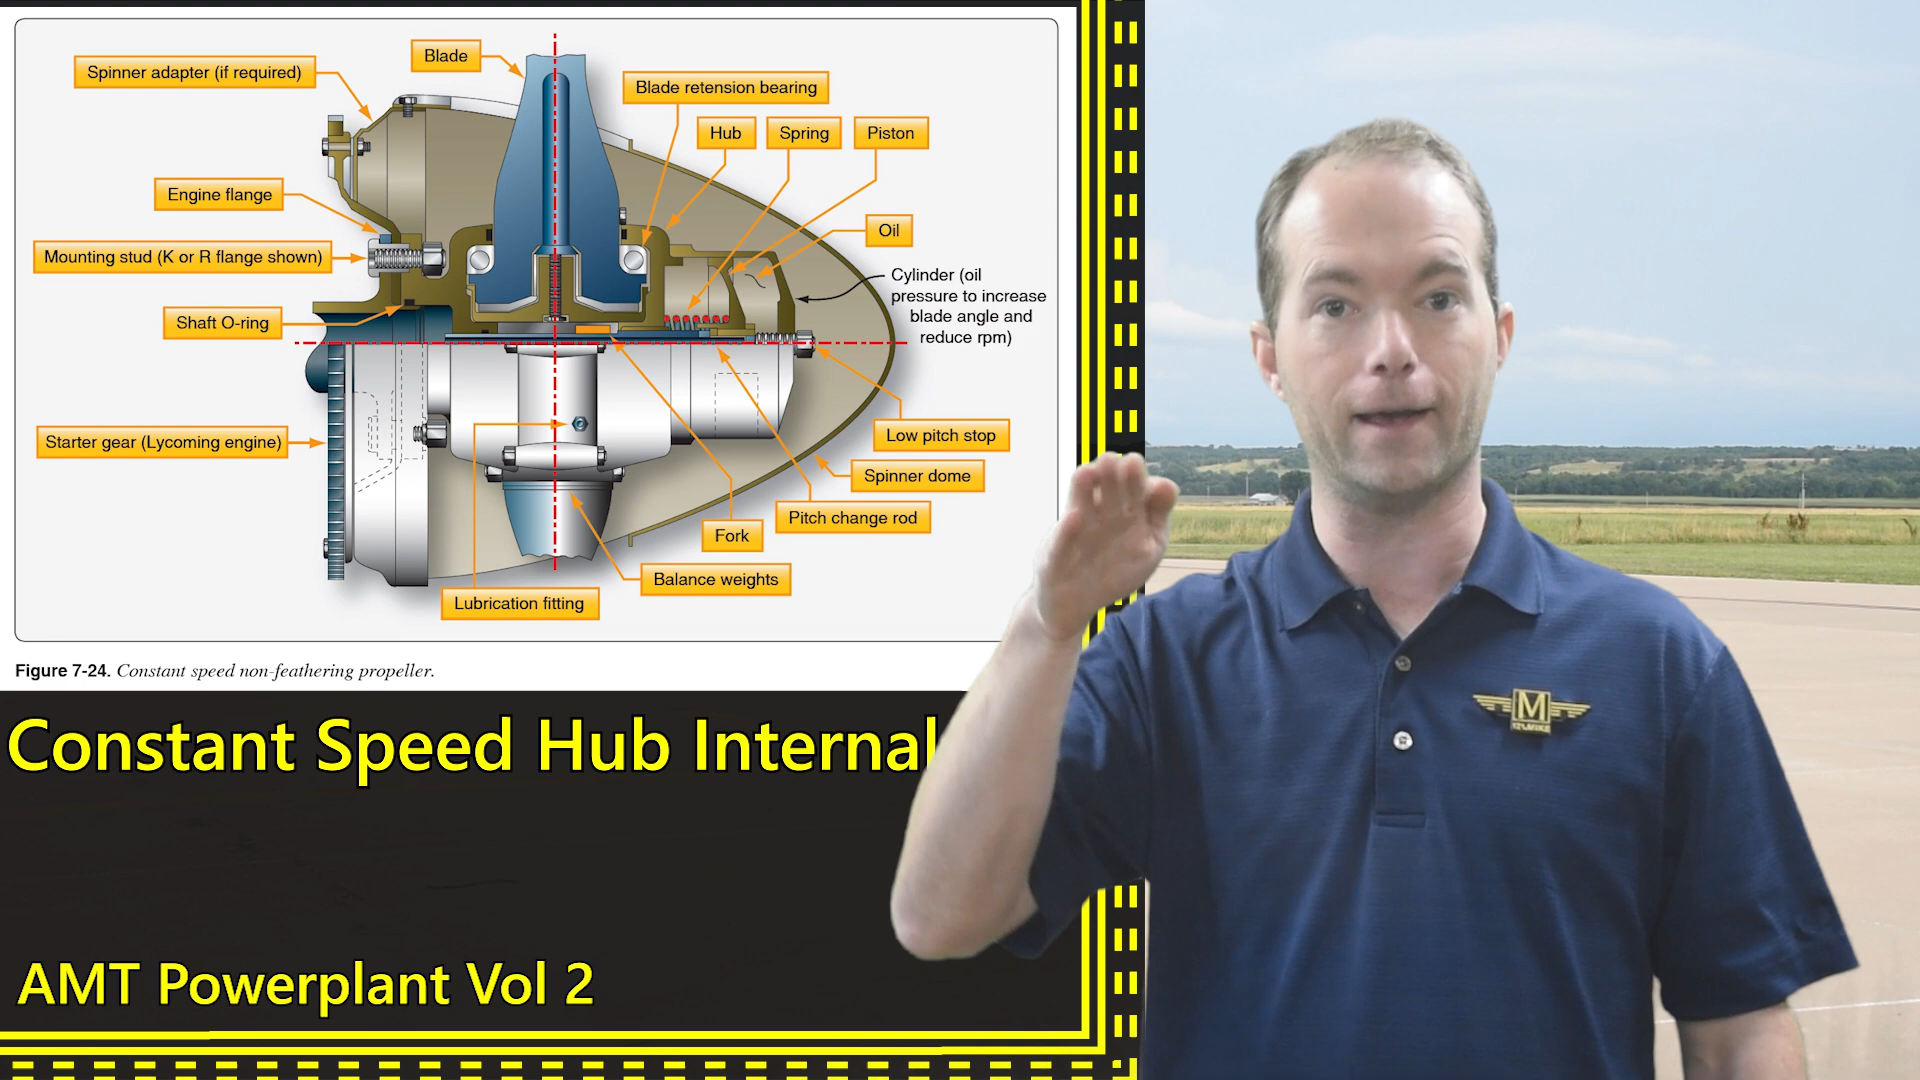 Blade
Spinner adapter (if required)
Blade retension bearing
Hub
Spring
Piston
Engine flange
Oil
Mounting stud (K or R flange shown)
Cylinder (oil
pressure to increase
blade angle and
reduce rpm)
Shaft O-ring
Starter gear (Lycoming engine)
Low pitch stop
Spinner dome
Pitch change rod
Fork
Balance weights
Lubrication fitting
Figure 7-24. Constant speed non-feathering propeller.
Constant Speed Hub Internal
AMT Powerplant Vol 2
M